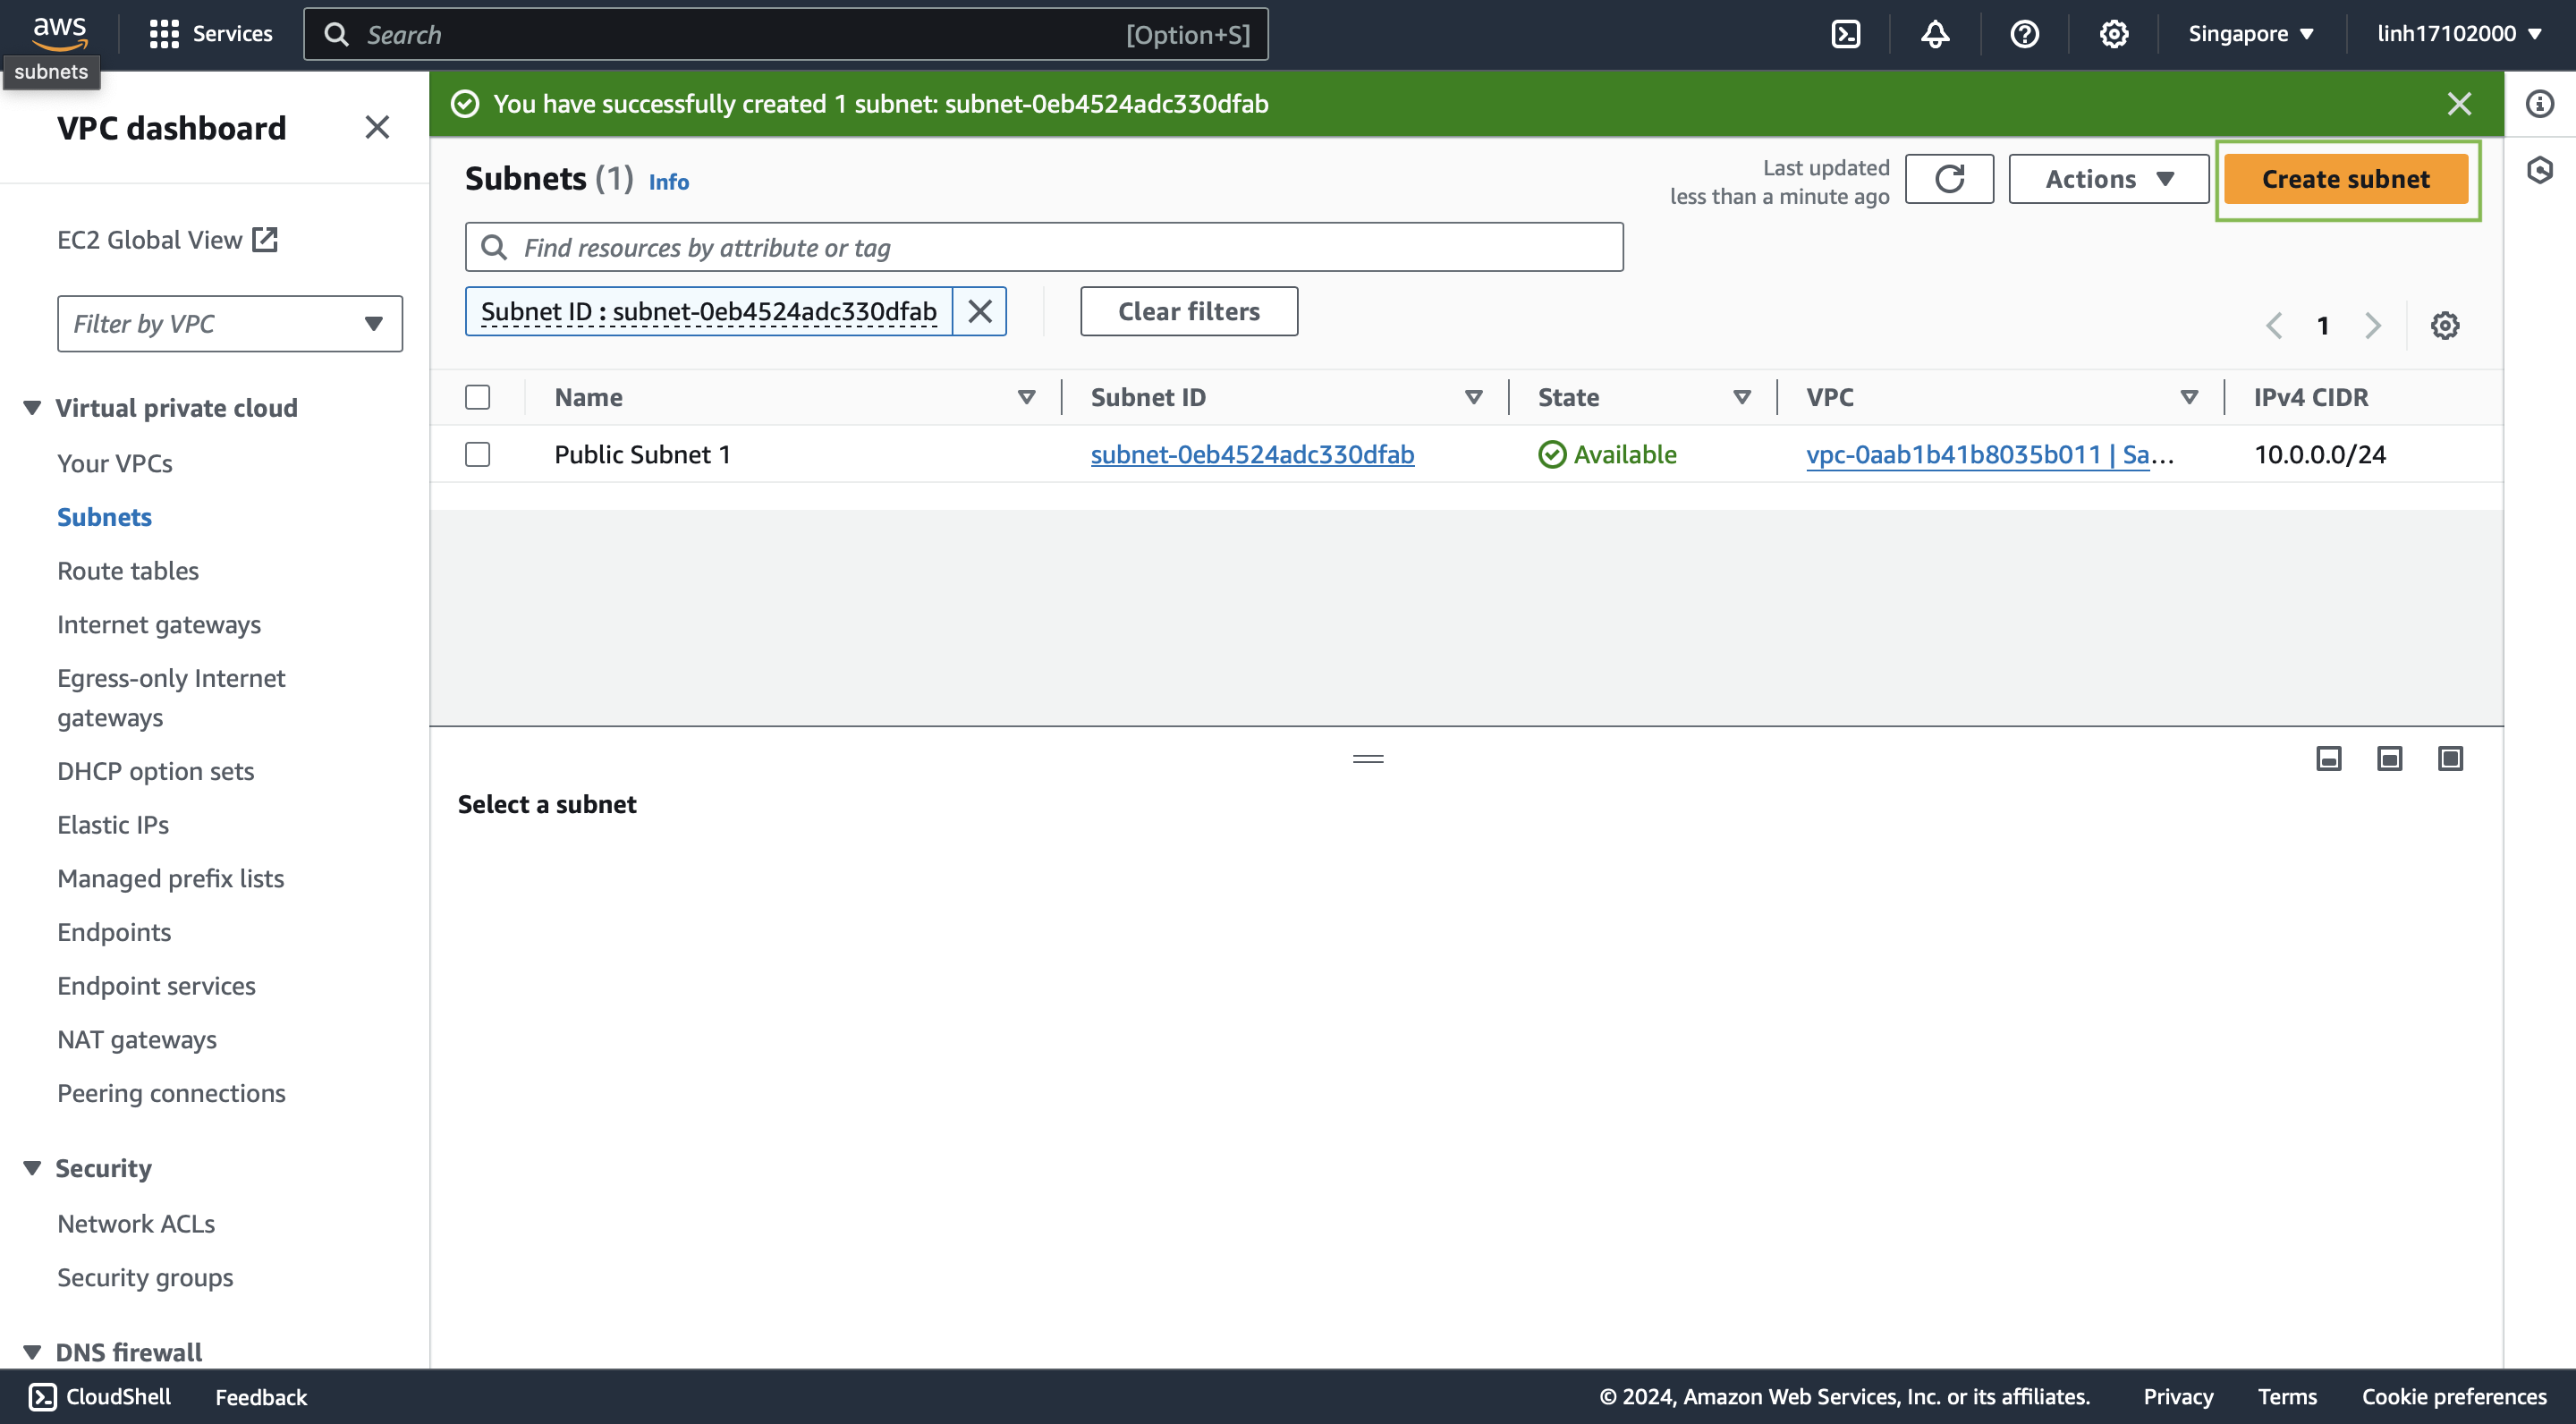 aws
Services
Search
[Option+S]
Singapore
linh17102000
subnets
VPC dashboard
EC2 Global View
Filter by VPC
Virtual private cloud
Your VPCs
Subnets
Route tables
Internet gateways
Egress-only Internet
gateways
DHCP option sets
Elastic IPs
Managed prefix lists
Endpoints
Endpoint services
NAT gateways
Peering connections
Security
Network ACLs
Security groups
DNS firewall
You have successfully created 1 subnet: subnet-0eb4524adc330dfab
Subnets (1) Info
Last updated
less than a minute ago
Actions
Create subnet
Find resources by attribute or tag
Subnet ID : subnet-0eb4524adc330dfab
Clear filters
1
Name Subnet ID State VPC IPv4 CIDR
Public Subnet 1 subnet-0eb4524adc330dfab Available vpc-0aab1b41b8035b011 | Sa... 10.0.0.0/24
Select a subnet
CloudShell Feedback © 2024, Amazon Web Services, Inc. or its affiliates. Privacy Terms Cookie preferences